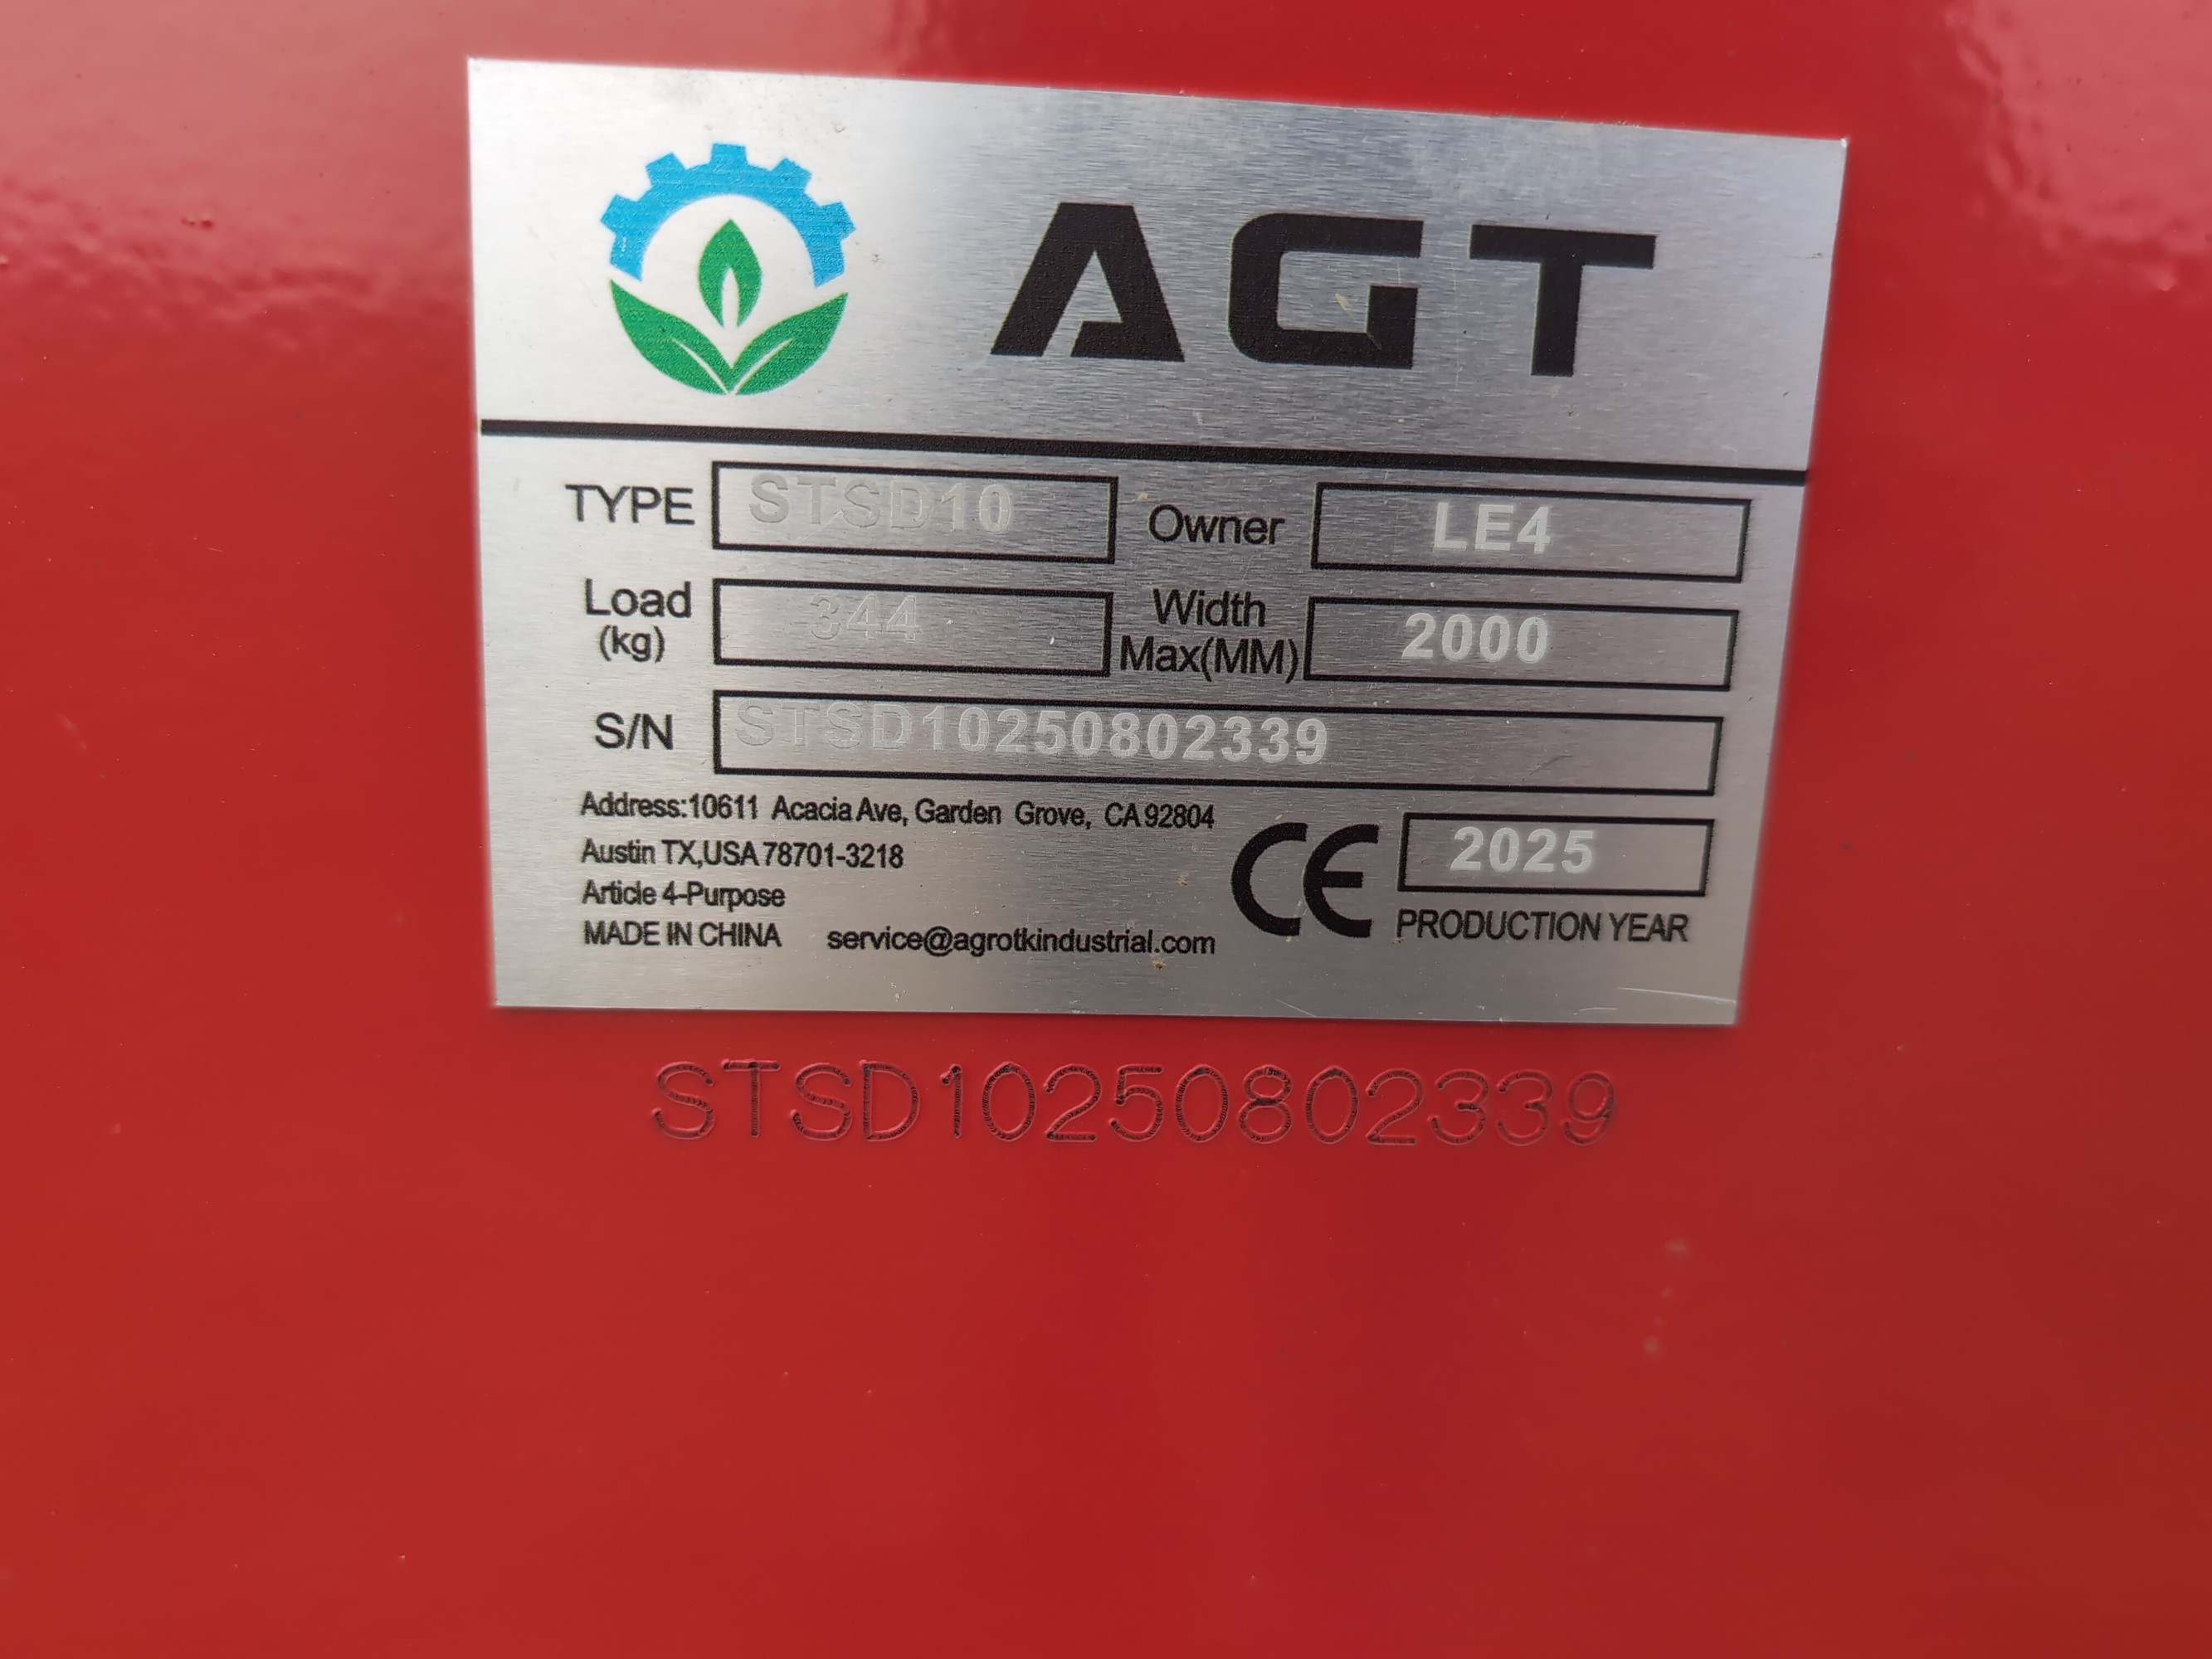 AGT
TYPE STSD10 Owner LE4
Load (kg) 344 Width Max(MM) 2000
S/N STSD10250802339
Address:10611 Acacia Ave, Garden Grove, CA 92804
Austin TX,USA 78701-3218
Article 4-Purpose
MADE IN CHINA service@agrotkindustrial.com
CE 2025
PRODUCTION YEAR
STSD10250802339